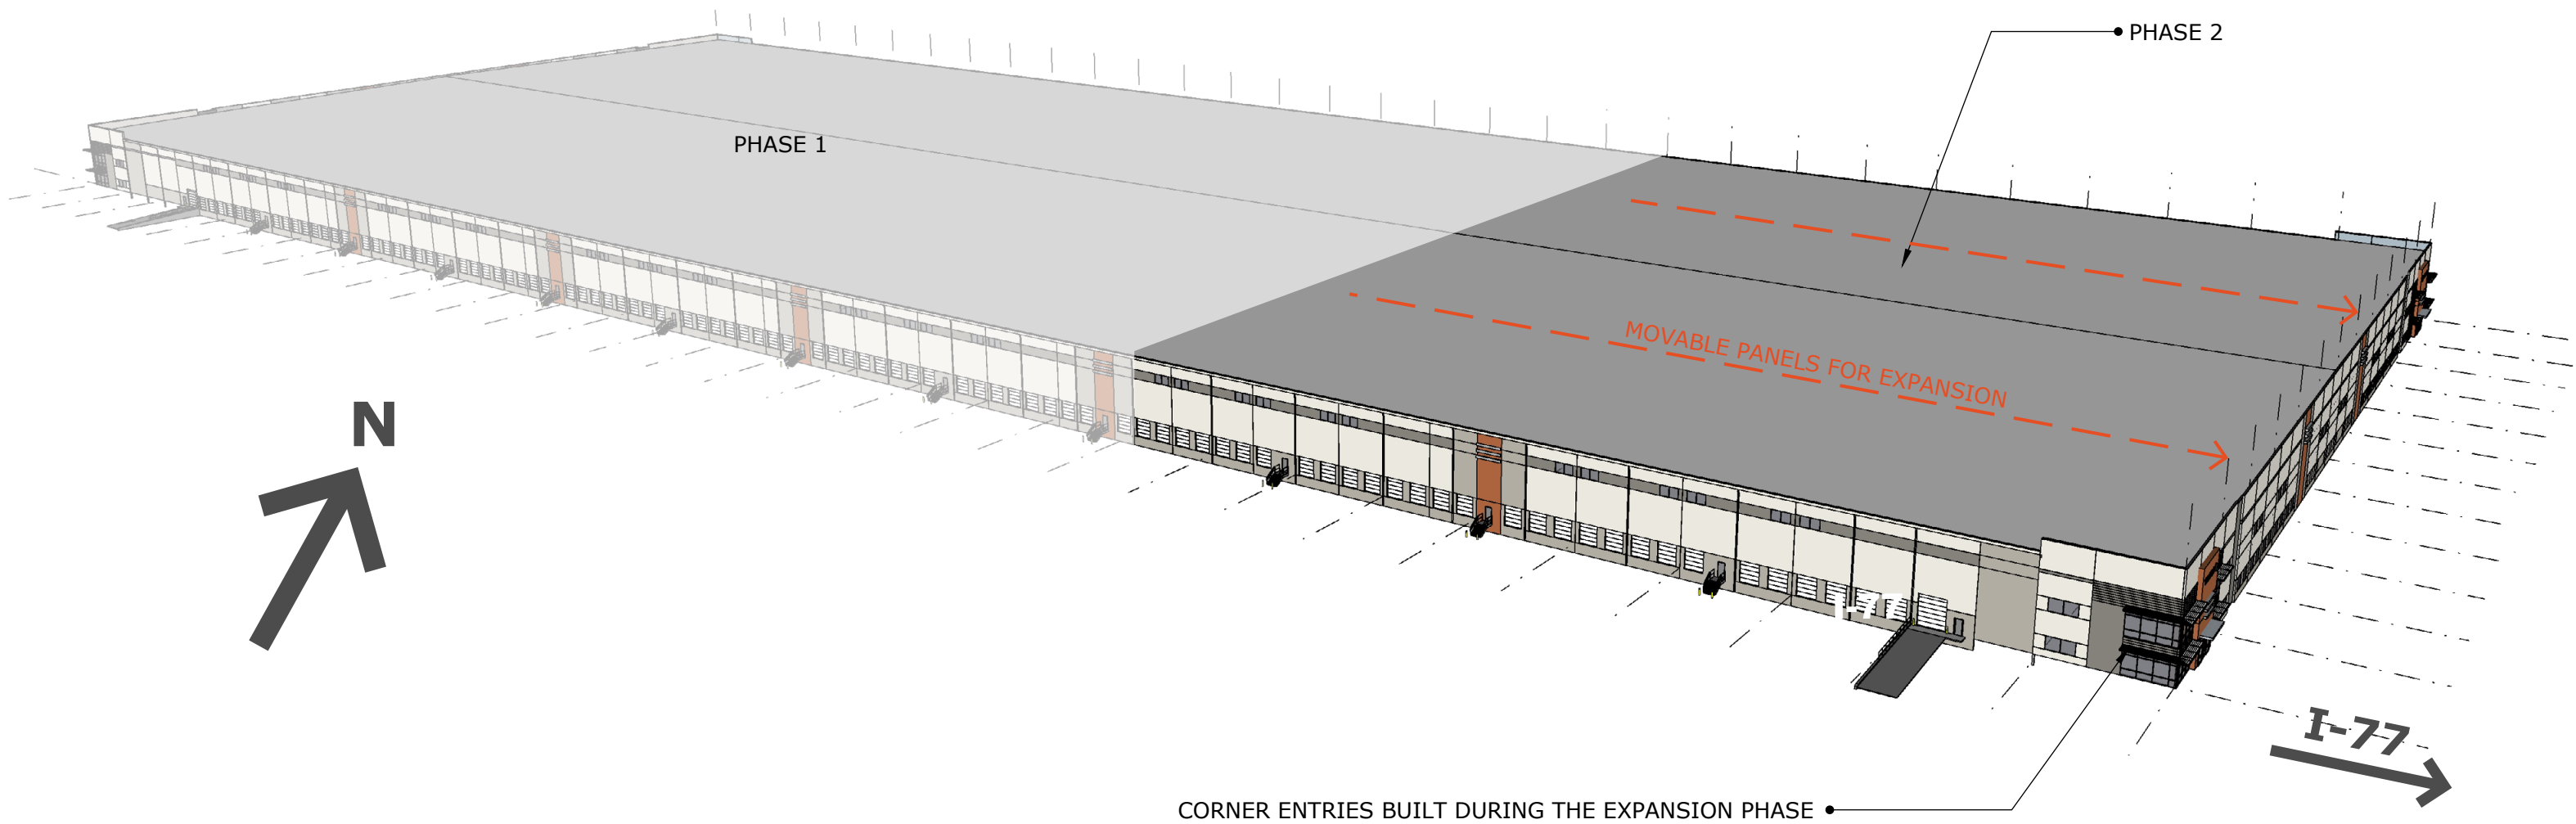 PHASE 2
PHASE 1
MOVABLE PANELS FOR EXPANSION
N
I-77
I-77
CORNER ENTRIES BUILT DURING THE EXPANSION PHASE